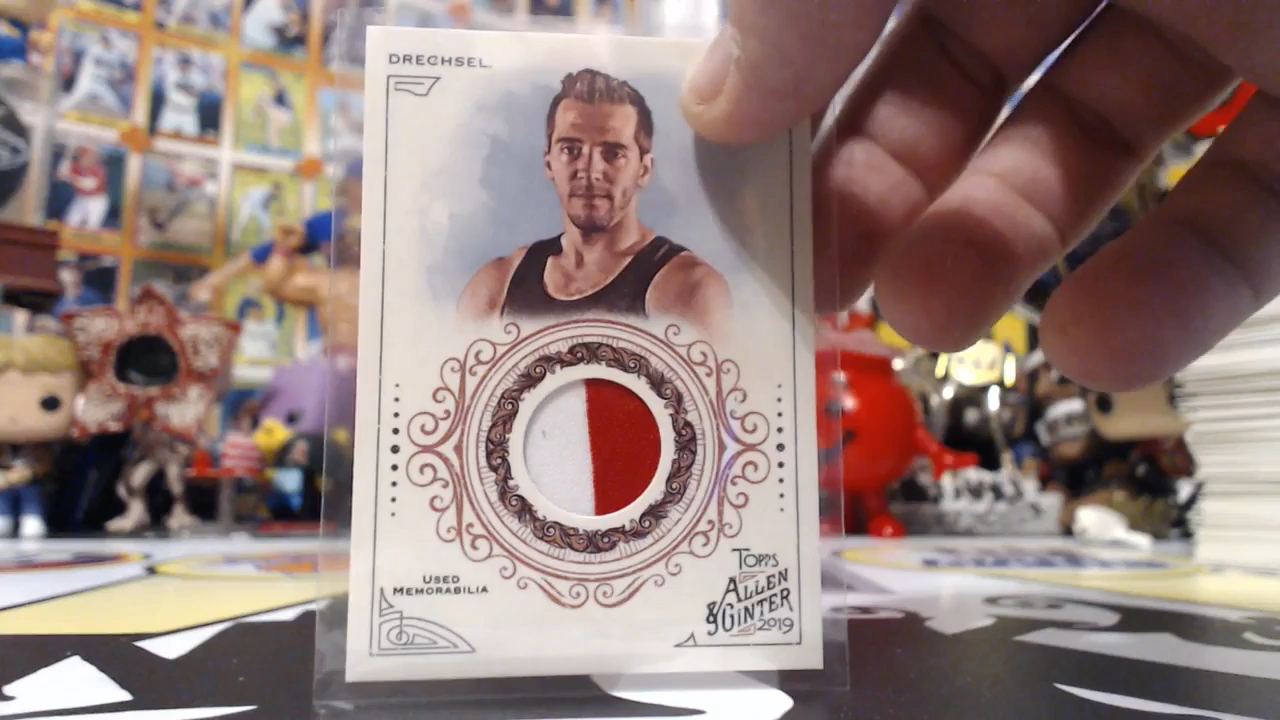 DRECHSEL
USED
MEMORABILIA
TOPPS
ALLEN
& GINTER
2019